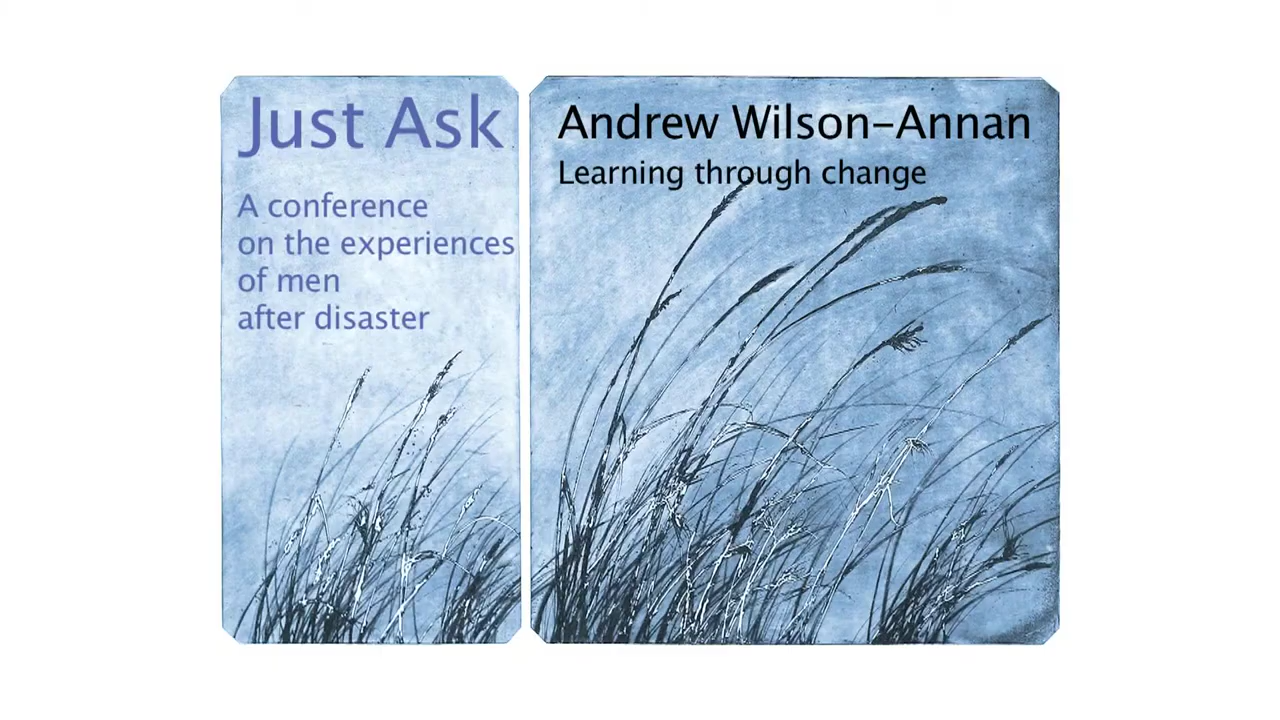 Just Ask
A conference
on the experiences
of men
after disaster
Andrew Wilson-Annan
Learning through change